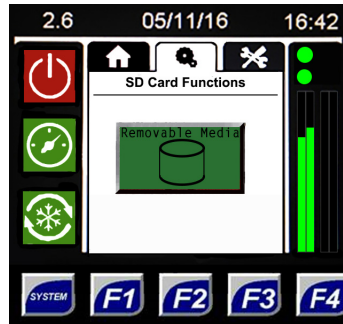 2.6 05/11/16 16:42
SD Card Functions
Removable Media
SYSTEM F1 F2 F3 F4